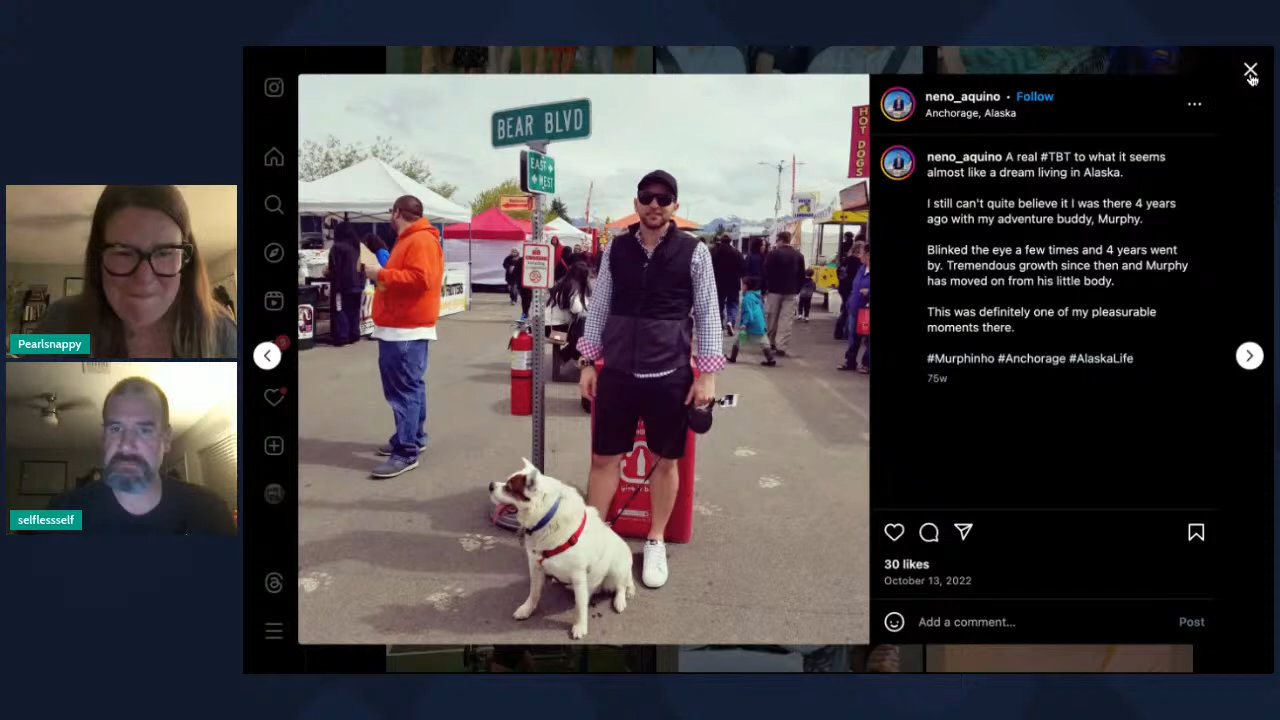 Pearlsnappy
selflessself
BEAR BLVD
EAST
WEST
HOT DOGS
neno_aquino • Follow
Anchorage, Alaska
neno_aquino A real #TBT to what it seems
almost like a dream living in Alaska.
I still can't quite believe it I was there 4 years
ago with my adventure buddy, Murphy.
Blinked the eye a few times and 4 years went
by. Tremendous growth since then and Murphy
has moved on from his little body.
This was definitely one of my pleasurable
moments there.
#Murphinho #Anchorage #AlaskaLife
75w
30 likes
October 13, 2022
Add a comment...
Post